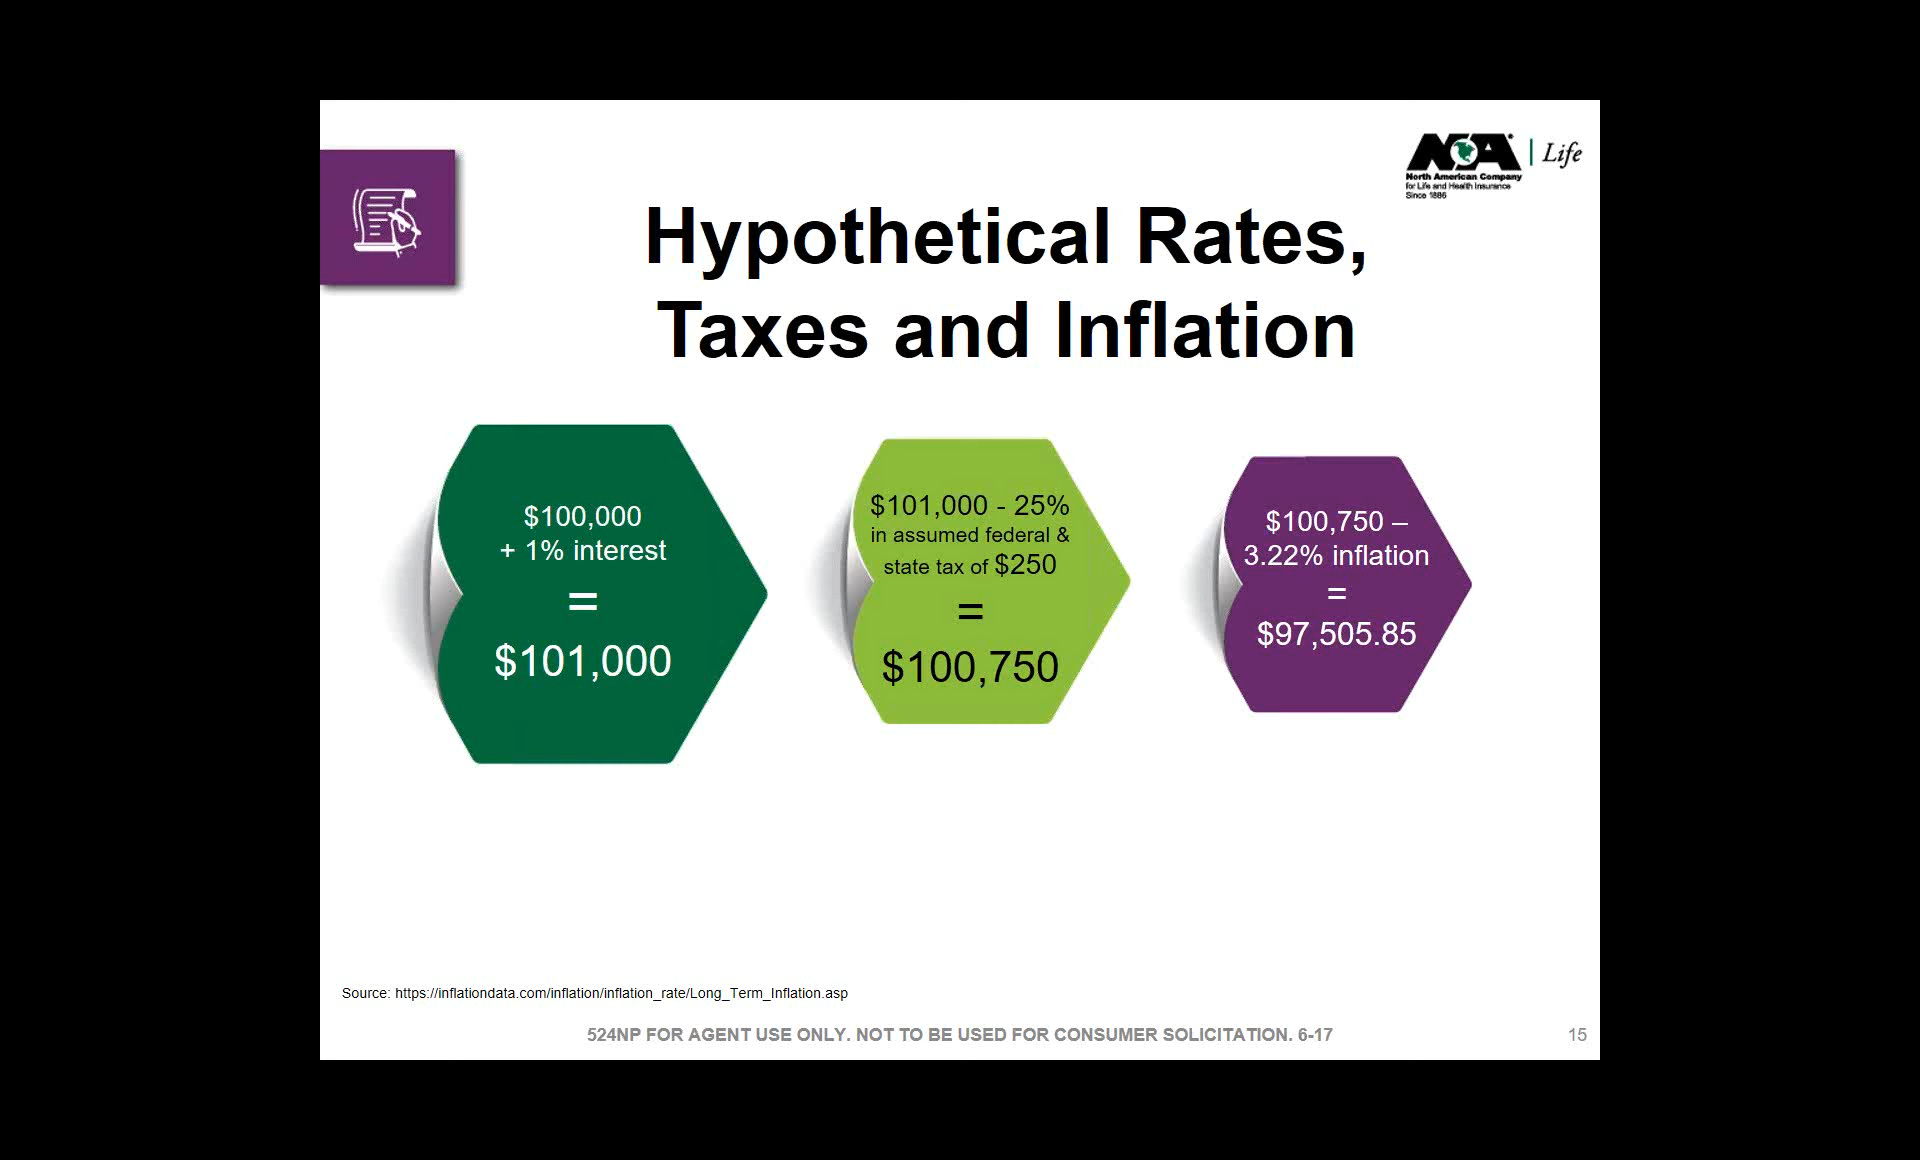 NA
Life
North American Company
for Life and Health Insurance
Since 1886
Hypothetical Rates,
Taxes and Inflation
$100,000
+ 1% interest
=
$101,000
$101,000 - 25%
in assumed federal &
state tax of $250
=
$100,750
$100,750 –
3.22% inflation
=
$97,505.85
Source: https://inflationdata.com/inflation/inflation_rate/Long_Term_Inflation.asp
524NP FOR AGENT USE ONLY. NOT TO BE USED FOR CONSUMER SOLICITATION. 6-17
15